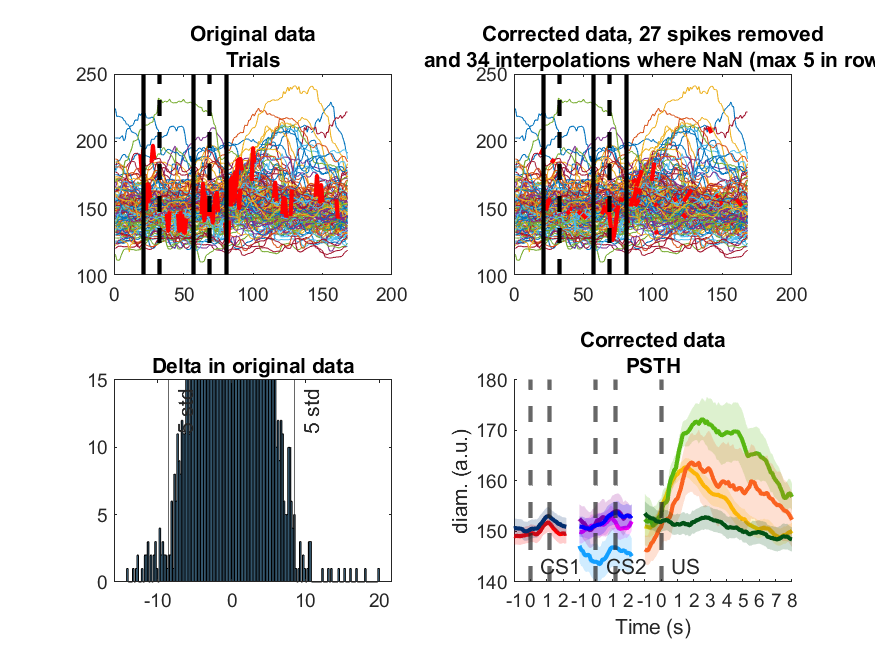 Original data
Trials
250
200
150
100
0
50
100
150
200
Corrected data, 27 spikes removed
and 34 interpolations where NaN (max 5 in row
250
200
150
100
0
50
100
150
200
Delta in original data
15
10
5
0
-10
0
10
20
5 std
5 std
Corrected data
PSTH
180
170
160
150
140
diam. (a.u.)
CS1
CS2
US
-1 0 1 2 -1 0 1 2 -1 0 1 2 3 4 5 6 7 8
Time (s)